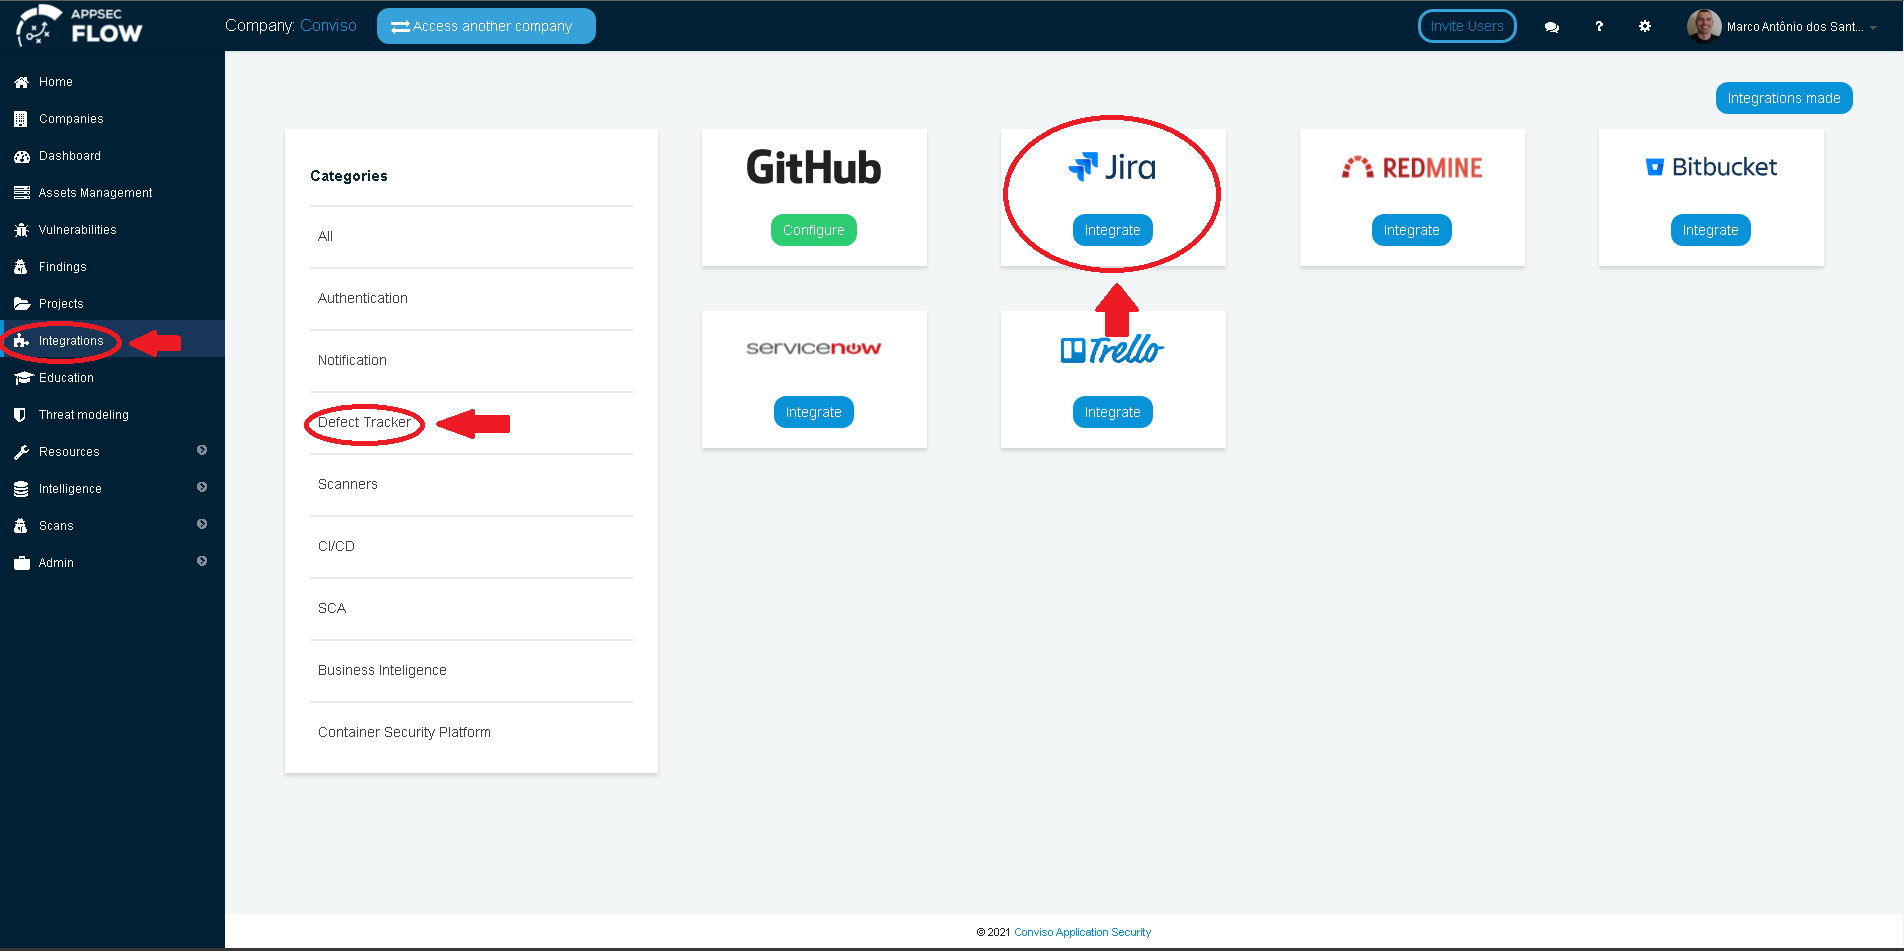 APPSEC
FLOW
Company: Conviso
Access another company
Invite Users
?
Marco Antônio dos Sant...
Home
Companies
Dashboard
Assets Management
Vulnerabilities
Findings
Projects
Integrations
Education
Threat modeling
Resources
Intelligence
Scans
Admin
Integrations made
Categories
All
Authentication
Notification
Defect Tracker
Scanners
CI/CD
SCA
Business Inteligence
Container Security Platform
GitHub
Configure
Jira
Integrate
REDMINE
Integrate
Bitbucket
Integrate
servicenow
Integrate
Trello
Integrate
© 2021 Conviso Application Security